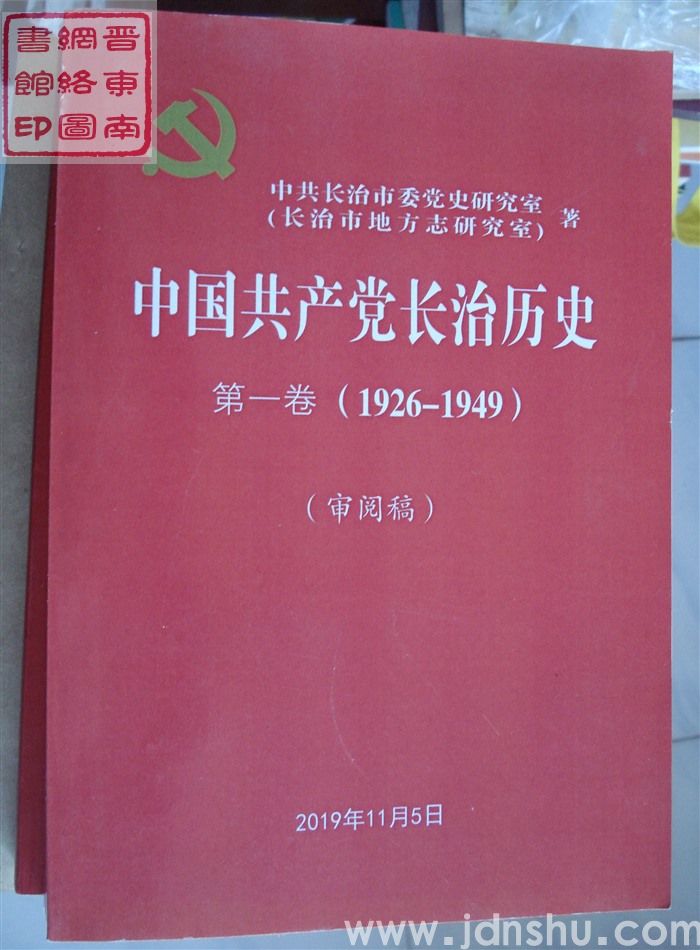 晋东南
網絡圖
書館印
中共长治市委党史研究室
(长治市地方志研究室)
著
中国共产党长治历史
第一卷（1926-1949）
（审阅稿）
2019年11月5日
www.jdnshu.com